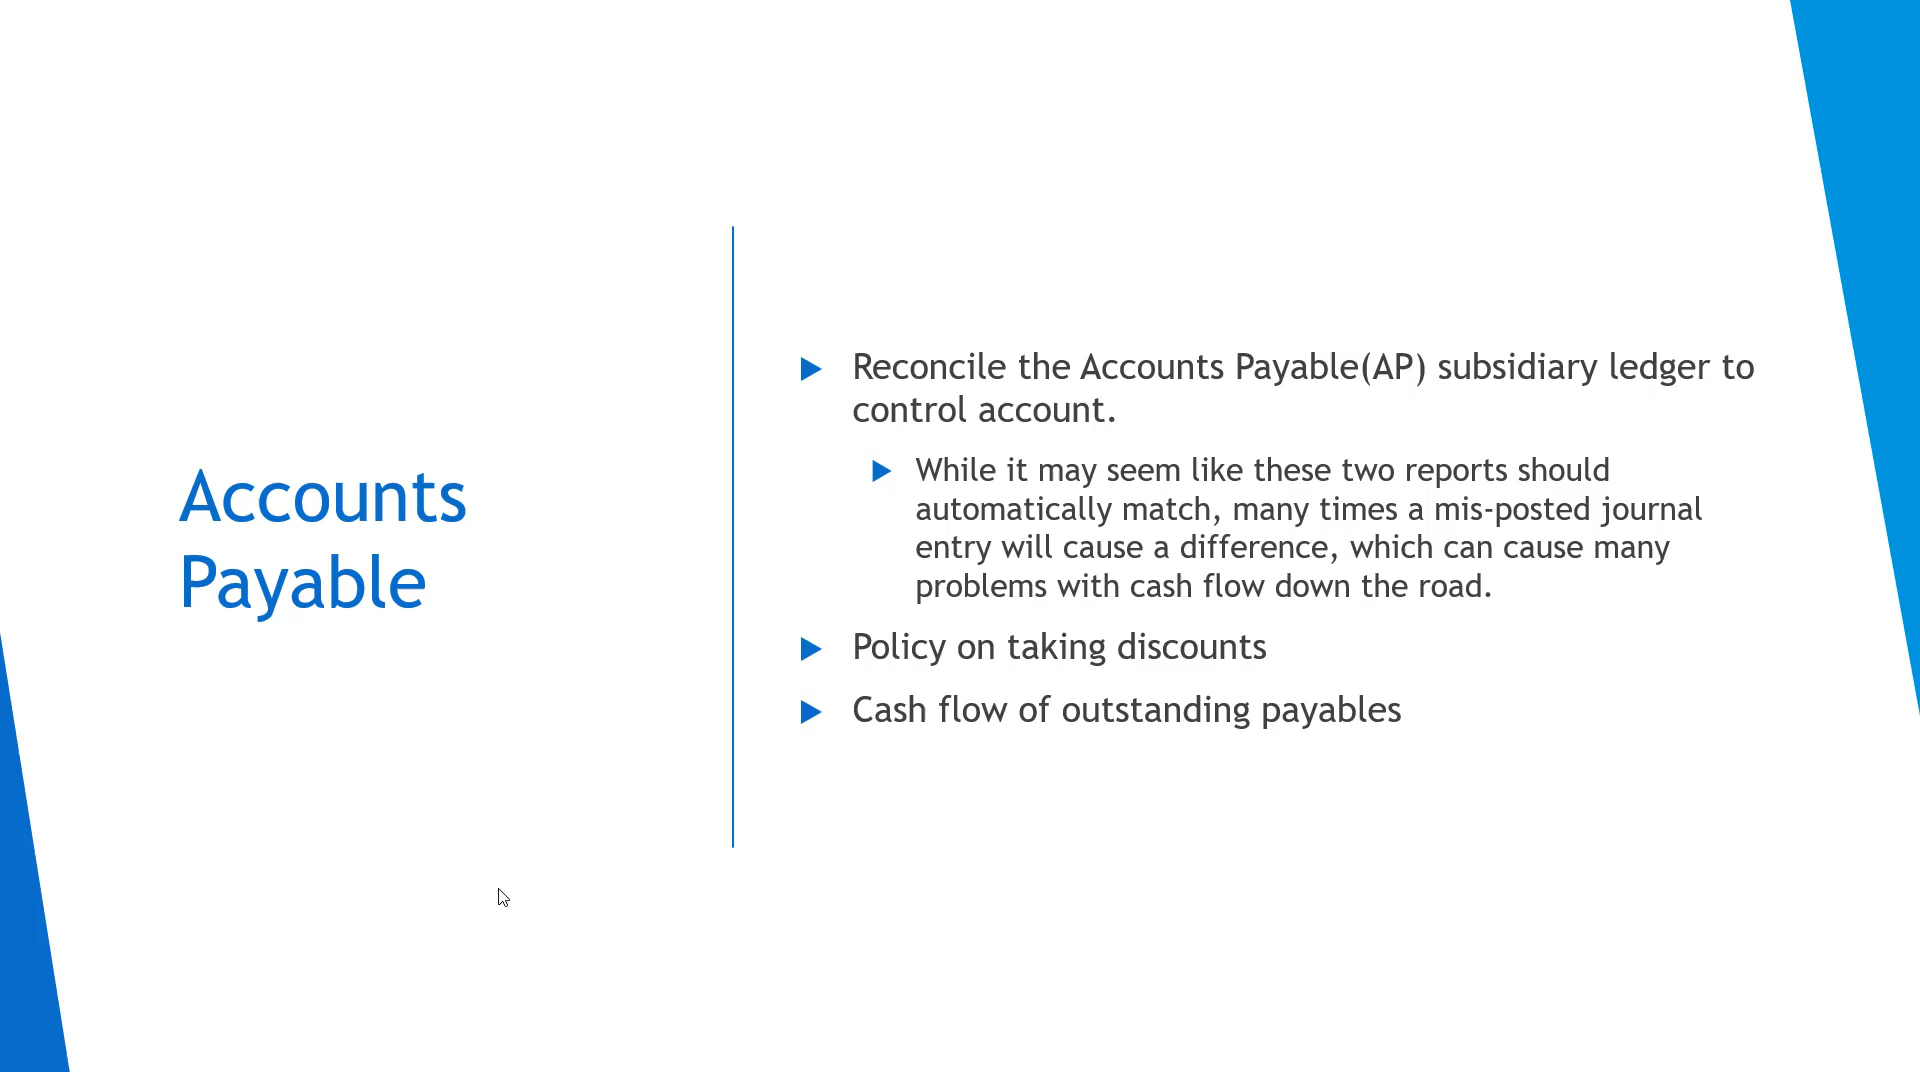 Accounts
Payable
Reconcile the Accounts Payable(AP) subsidiary ledger to
control account.
While it may seem like these two reports should
automatically match, many times a mis-posted journal
entry will cause a difference, which can cause many
problems with cash flow down the road.
Policy on taking discounts
Cash flow of outstanding payables